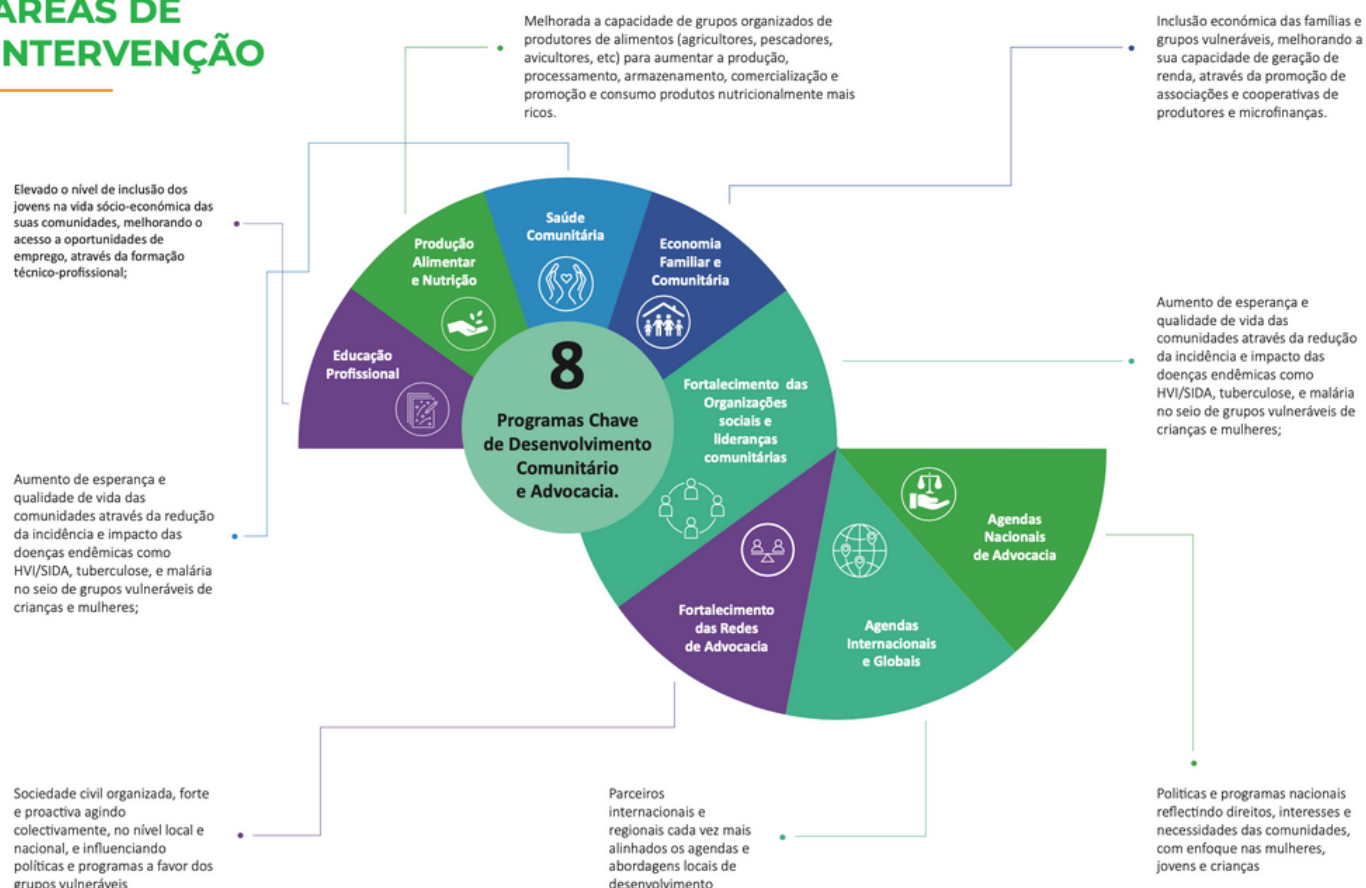 ÁREAS DE
INTERVENÇÃO
Melhorada a capacidade de grupos organizados de
produtores de alimentos (agricultores, pescadores,
avicultores, etc) para aumentar a produção,
processamento, armazenamento, comercialização e
promoção e consumo produtos nutricionalmente mais
ricos.
Inclusão económica das famílias e
grupos vulneráveis, melhorando a
sua capacidade de geração de
renda, através da promoção de
associações e cooperativas de
produtores e microfinanças.
Elevado o nível de inclusão dos
jovens na vida sócio-económica das
suas comunidades, melhorando o
acesso a oportunidades de
emprego, através da formação
técnico-profissional;
Saúde
Comunitária
Produção
Alimentar
e Nutrição
Economia
Familiar e
Comunitária
Educação
Profissional
8
Programas Chave
de Desenvolvimento
Comunitário
e Advocacia.
Fortalecimento das
Organizações
sociais e
lideranças
comunitárias
Aumento de esperança e
qualidade de vida das
comunidades através da redução
da incidência e impacto das
doenças endêmicas como
HVI/SIDA, tuberculose, e malária
no seio de grupos vulneráveis de
crianças e mulheres;
Aumento de esperança e
qualidade de vida das
comunidades através da redução
da incidência e impacto das
doenças endêmicas como
HVI/SIDA, tuberculose, e malária
no seio de grupos vulneráveis de
crianças e mulheres;
Agendas
Nacionais
de Advocacia
Fortalecimento
das Redes
de Advocacia
Agendas
Internacionais
e Globais
Sociedade civil organizada, forte
e proactiva agindo
colectivamente, no nível local e
nacional, e influenciando
políticas e programas a favor dos
grupos vulneráveis
Parceiros
internacionais e
regionais cada vez mais
alinhados os agendas e
abordagens locais de
desenvolvimento
Politicas e programas nacionais
reflectindo direitos, interesses e
necessidades das comunidades,
com enfoque nas mulheres,
jovens e crianças